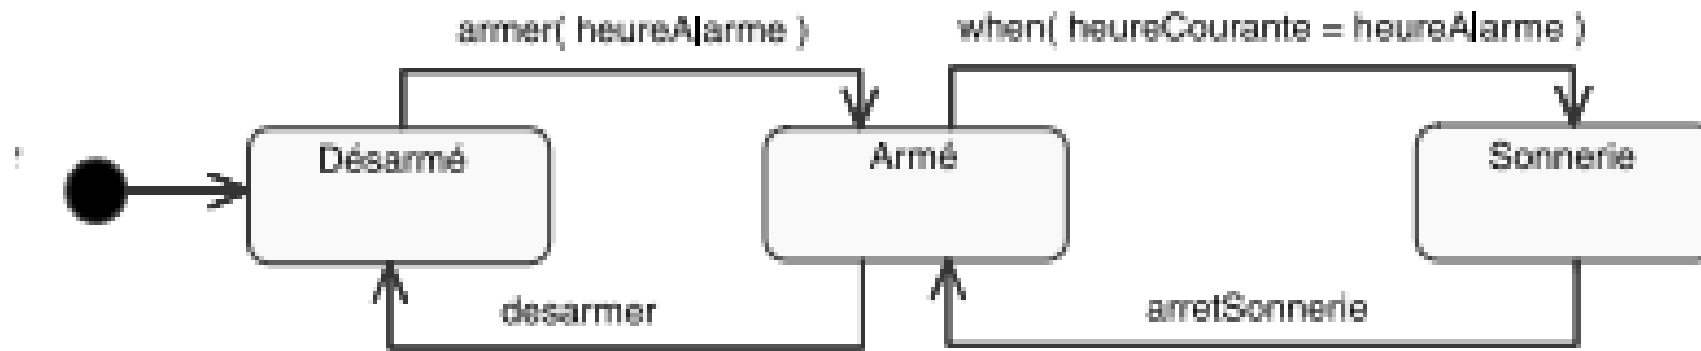 armer( heureAlarme )
when( heureCourante = heureAlarme )
Désarmé
Armé
Sonnerie
desarmer
arretSonnerie